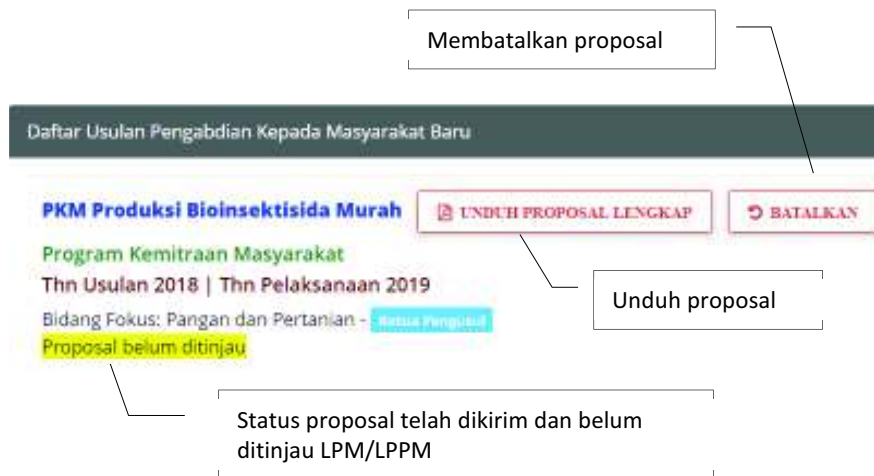 Membatalkan proposal
Daftar Usulan Pengabdian Kepada Masyarakat Baru
PKM Produksi Bioinsektisida Murah
UNDUH PROPOSAL LENGKAP
BATALKAN
Program Kemitraan Masyarakat
Thn Usulan 2018 | Thn Pelaksanaan 2019
Unduh proposal
Bidang Fokus: Pangan dan Pertanian - Ketua Pengusul
Proposal belum ditinjau
Status proposal telah dikirim dan belum
ditinjau LPM/LPPM